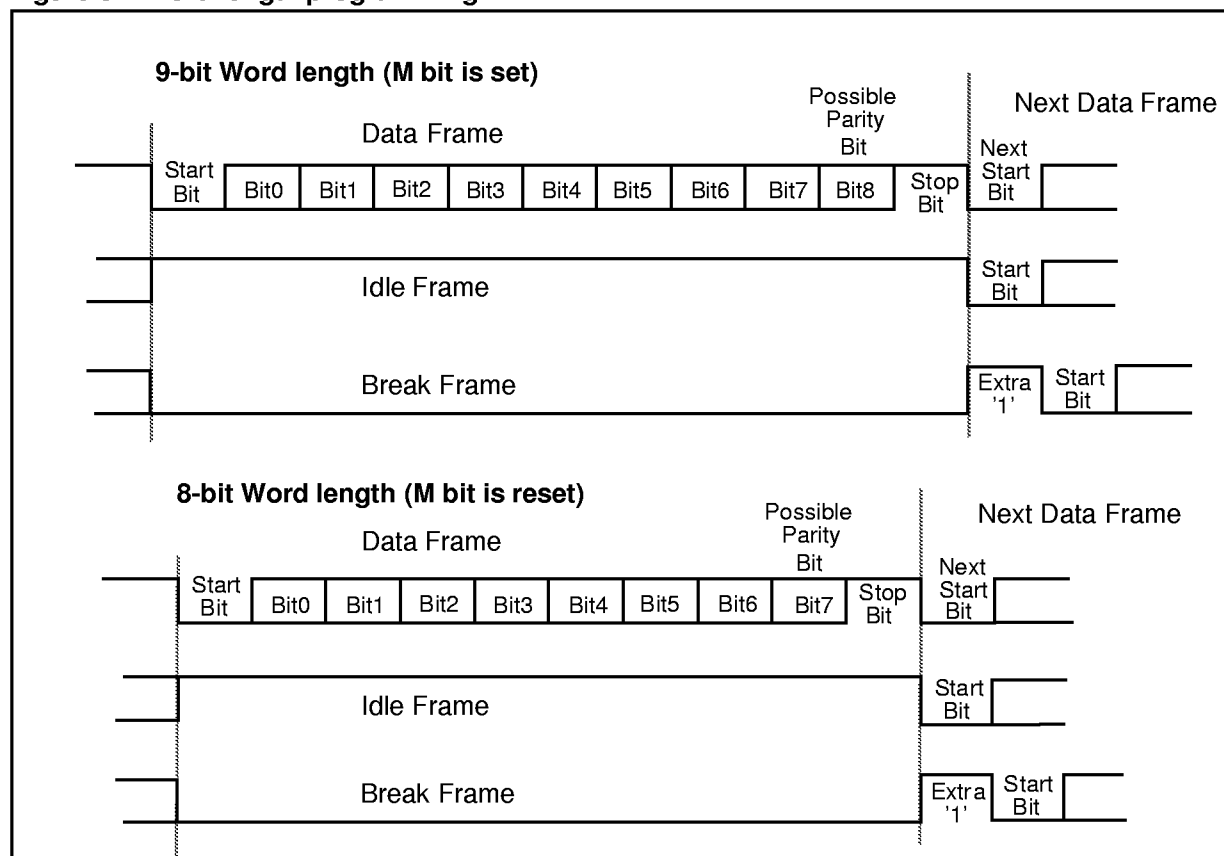 9-bit Word length (M bit is set)
Possible
Parity
Bit
Next Data Frame
Data Frame
Start
Bit
Bit0
Bit1
Bit2
Bit3
Bit4
Bit5
Bit6
Bit7
Bit8
Stop
Bit
Next
Start
Bit
Idle Frame
Start
Bit
Break Frame
Extra
'1'
Start
Bit
8-bit Word length (M bit is reset)
Possible
Parity
Bit
Next Data Frame
Data Frame
Start
Bit
Bit0
Bit1
Bit2
Bit3
Bit4
Bit5
Bit6
Bit7
Stop
Bit
Next
Start
Bit
Idle Frame
Start
Bit
Break Frame
Extra
'1'
Start
Bit